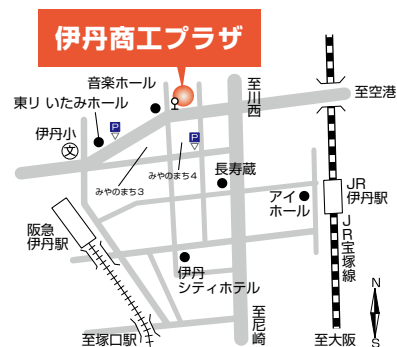 伊丹商工プラザ
音楽ホール
東リ いたみホール
伊丹小
文
P
P
みやのまち3
みやのまち4
至川西
至空港
長寿蔵
アイ
ホール
JR
伊丹駅
JR宝塚線
阪急
伊丹駅
伊丹
シティホテル
至尼崎
至塚口駅
至大阪
N
S